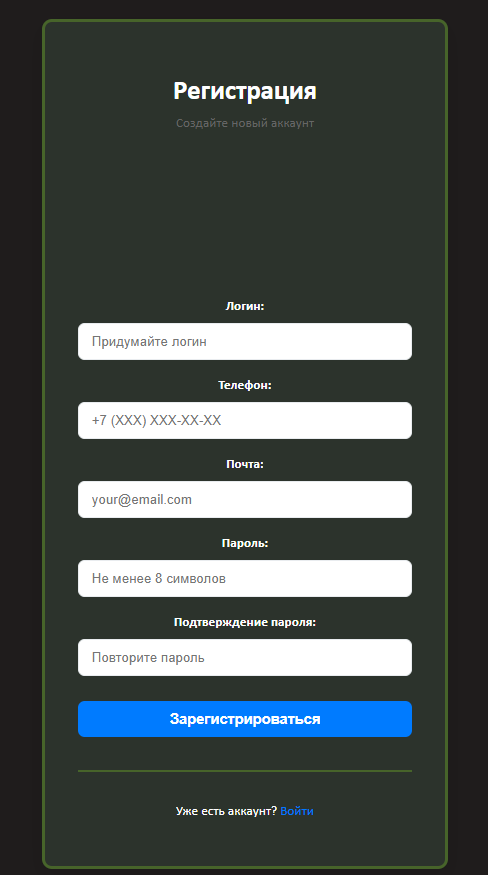 Регистрация
Создайте новый аккаунт
Логин:
Придумайте логин
Телефон:
+7 (XXX) XXX-XX-XX
Почта:
your@email.com
Пароль:
Не менее 8 символов
Подтверждение пароля:
Повторите пароль
Зарегистрироваться
Уже есть аккаунт? Войти